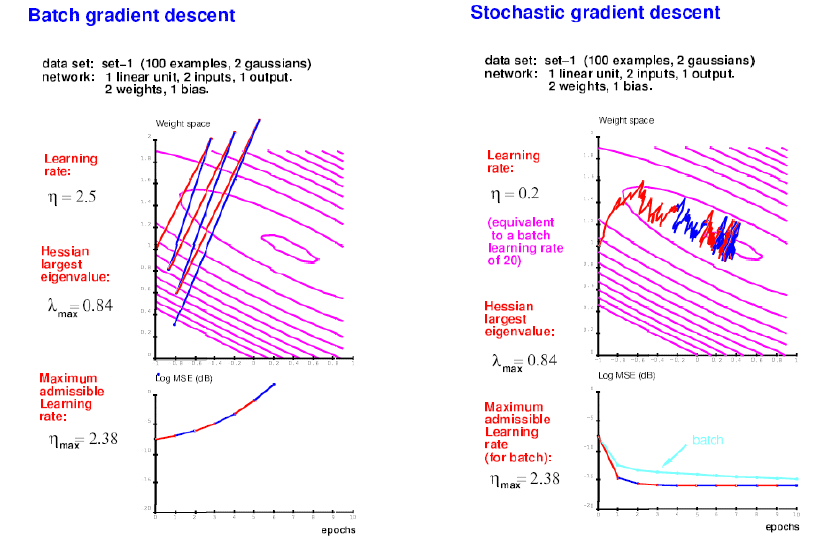 Batch gradient descent
data set: set−1 (100 examples, 2 gaussians)
network: 1 linear unit, 2 inputs, 1 output.
2 weights, 1 bias.
Weight space
Learning
rate:
η = 2.5
Hessian
largest
eigenvalue:
λmax= 0.84
Maximum
admissible
Learning
rate:
ηmax= 2.38
Log MSE (dB)
epochs
Stochastic gradient descent
data set: set−1 (100 examples, 2 gaussians)
network: 1 linear unit, 2 inputs, 1 output.
2 weights, 1 bias.
Weight space
Learning
rate:
η = 0.2
(equivalent
to a batch
learning rate
of 20)
Hessian
largest
eigenvalue:
λmax= 0.84
Maximum
admissible
Learning
rate
(for batch):
ηmax= 2.38
Log MSE (dB)
batch
epochs